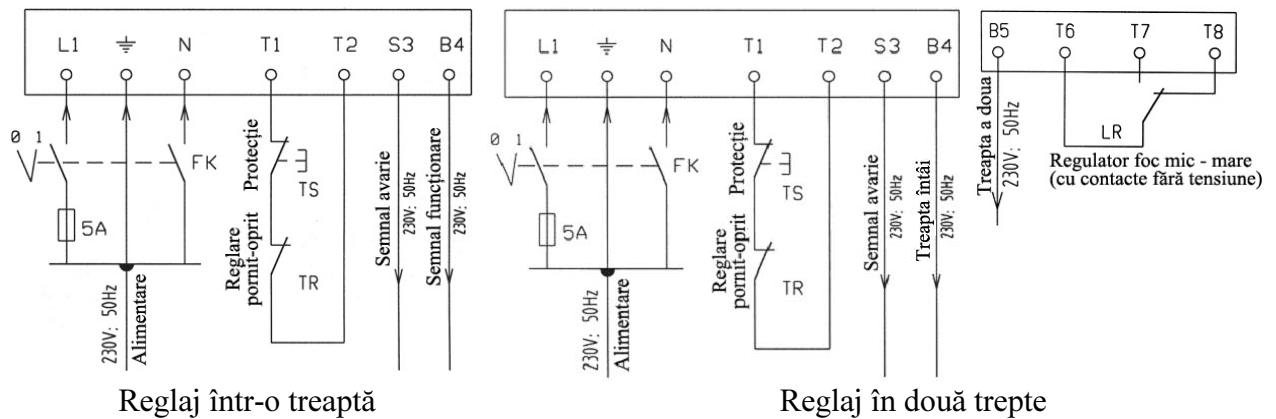 L1 ⏚ N T1 T2 S3 B4
0 1
FK
5A
Protecție
TS
Reglare
pornit-oprit
TR
Semnal avarie
230V: 50Hz
Semnal funcționare
230V: 50Hz
230V: 50Hz
Alimentare
Reglaj într-o treaptă
L1 ⏚ N T1 T2 S3 B4
0 1
FK
5A
Protecție
TS
Reglare
pornit-oprit
TR
Semnal avarie
230V: 50Hz
Treapta întâi
230V: 50Hz
230V: 50Hz
Alimentare
B5 T6 T7 T8
Treapta a doua
230V: 50Hz
LR
Regulator foc mic - mare
(cu contacte fără tensiune)
Reglaj în două trepte